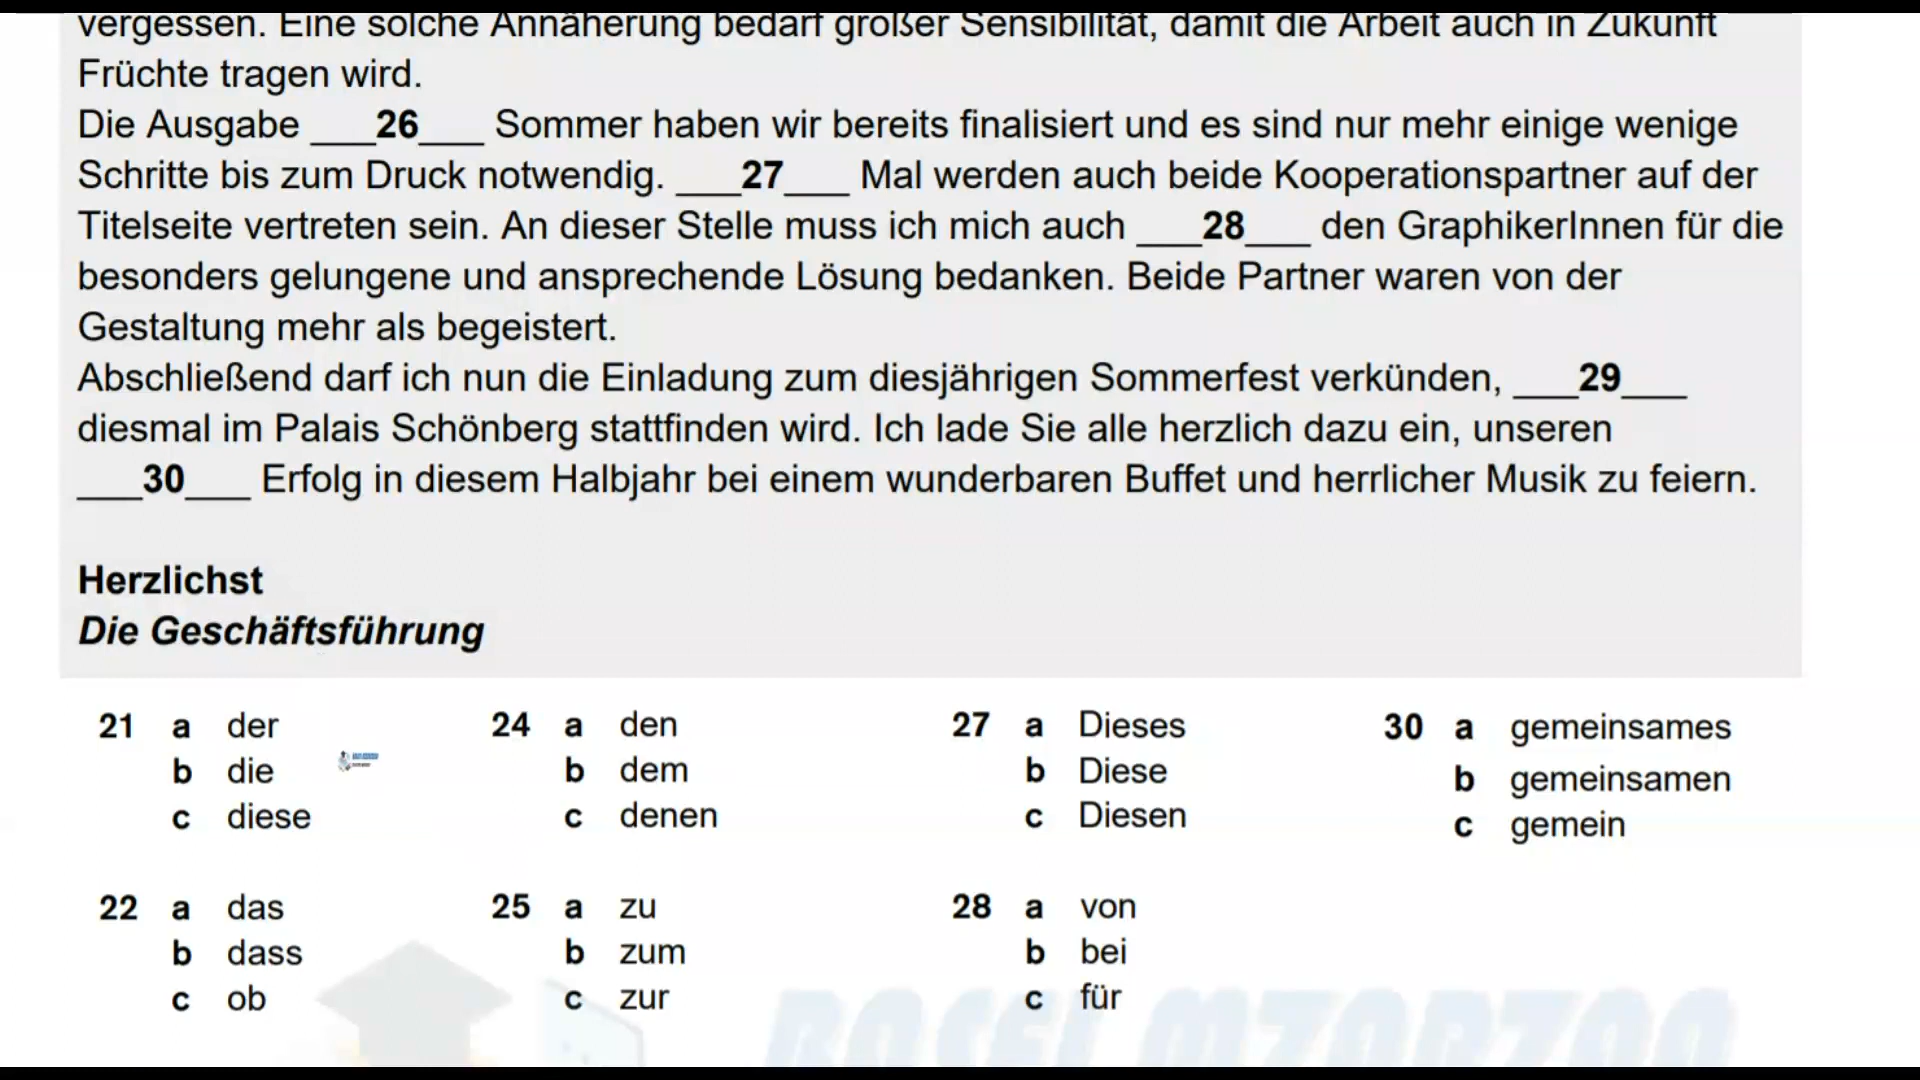 vergessen. Eine solche Annäherung bedarf großer Sensibilität, damit die Arbeit auch in Zukunft
Früchte tragen wird.
Die Ausgabe ___26___ Sommer haben wir bereits finalisiert und es sind nur mehr einige wenige
Schritte bis zum Druck notwendig. ___27___ Mal werden auch beide Kooperationspartner auf der
Titelseite vertreten sein. An dieser Stelle muss ich mich auch ___28___ den GraphikerInnen für die
besonders gelungene und ansprechende Lösung bedanken. Beide Partner waren von der
Gestaltung mehr als begeistert.
Abschließend darf ich nun die Einladung zum diesjährigen Sommerfest verkünden, ___29___
diesmal im Palais Schönberg stattfinden wird. Ich lade Sie alle herzlich dazu ein, unseren
___30___ Erfolg in diesem Halbjahr bei einem wunderbaren Buffet und herrlicher Musik zu feiern.
Herzlichst
Die Geschäftsführung
21 a der
b die
c diese
24 a den
b dem
c denen
27 a Dieses
b Diese
c Diesen
30 a gemeinsames
b gemeinsamen
c gemein
22 a das
b dass
c ob
25 a zu
b zum
c zur
28 a von
b bei
c für